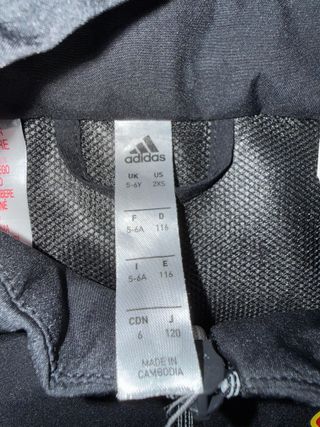 adidas
UK US
5-6Y 2XS
F D
5-6A 116
I E
5-6A 116
CDN J
6 120
MADE IN
CAMBODIA